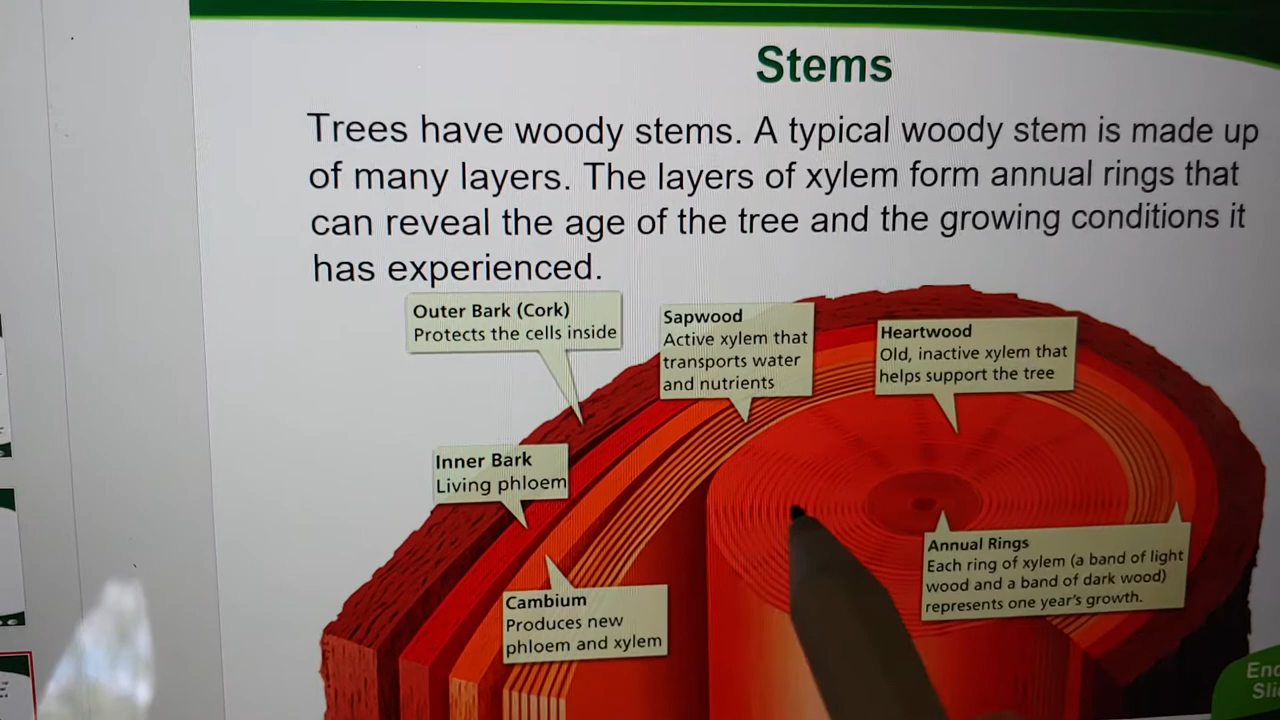 Stems
Trees have woody stems. A typical woody stem is made up
of many layers. The layers of xylem form annual rings that
can reveal the age of the tree and the growing conditions it
has experienced.
Outer Bark (Cork)
Protects the cells inside
Sapwood
Active xylem that
transports water
and nutrients
Heartwood
Old, inactive xylem that
helps support the tree
Inner Bark
Living phloem
Annual Rings
Each ring of xylem (a band of light
wood and a band of dark wood)
represents one year's growth.
Cambium
Produces new
phloem and xylem